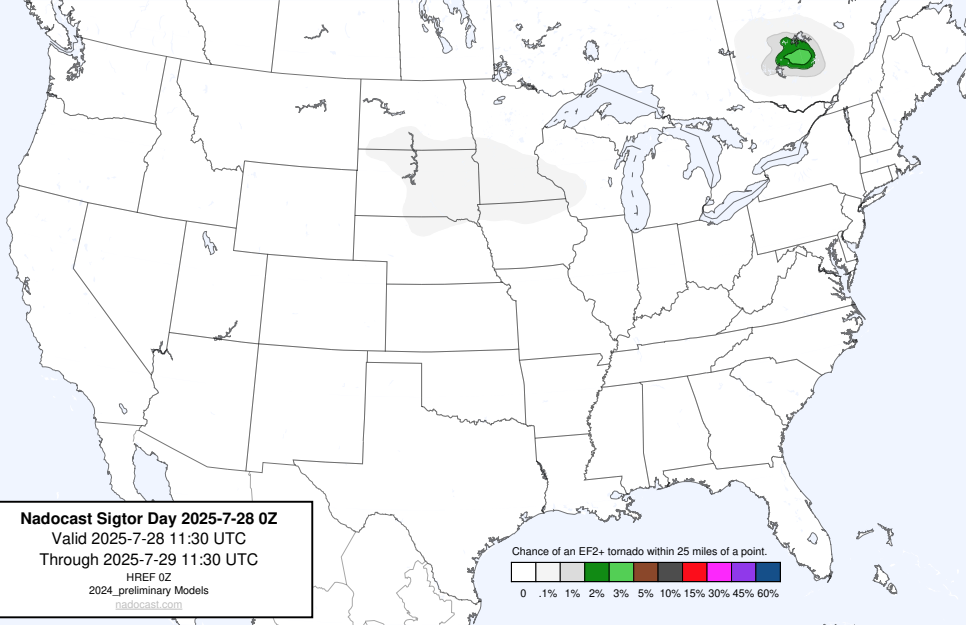 Nadocast Sigtor Day 2025-7-28 0Z
Valid 2025-7-28 11:30 UTC
Through 2025-7-29 11:30 UTC
HREF 0Z
2024_preliminary Models
nadocast.com
Chance of an EF2+ tornado within 25 miles of a point.
0 .1% 1% 2% 3% 5% 10% 15% 30% 45% 60%